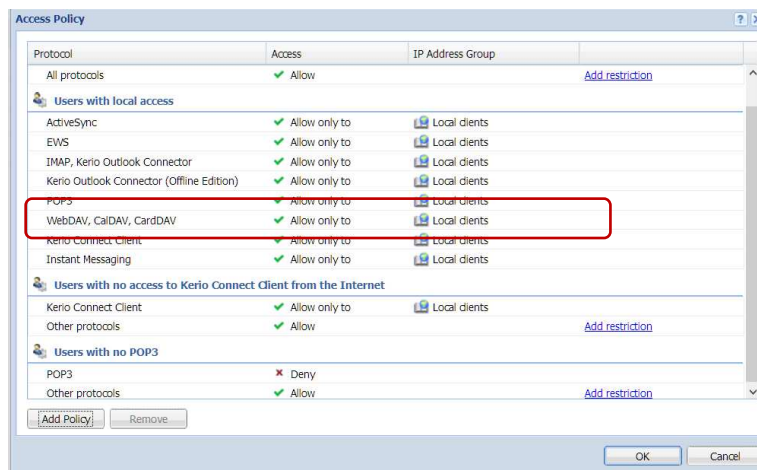 Access Policy
Protocol Access IP Address Group
All protocols Allow Add restriction
Users with local access
ActiveSync Allow only to Local clients
EWS Allow only to Local clients
IMAP, Kerio Outlook Connector Allow only to Local clients
Kerio Outlook Connector (Offline Edition) Allow only to Local clients
POP3 Allow only to Local clients
WebDAV, CalDAV, CardDAV Allow only to Local clients
Kerio Connect Client Allow only to Local clients
Instant Messaging Allow only to Local clients
Users with no access to Kerio Connect Client from the Internet
Kerio Connect Client Allow only to Local clients
Other protocols Allow Add restriction
Users with no POP3
POP3 Deny
Other protocols Allow Add restriction
Add Policy Remove
OK Cancel